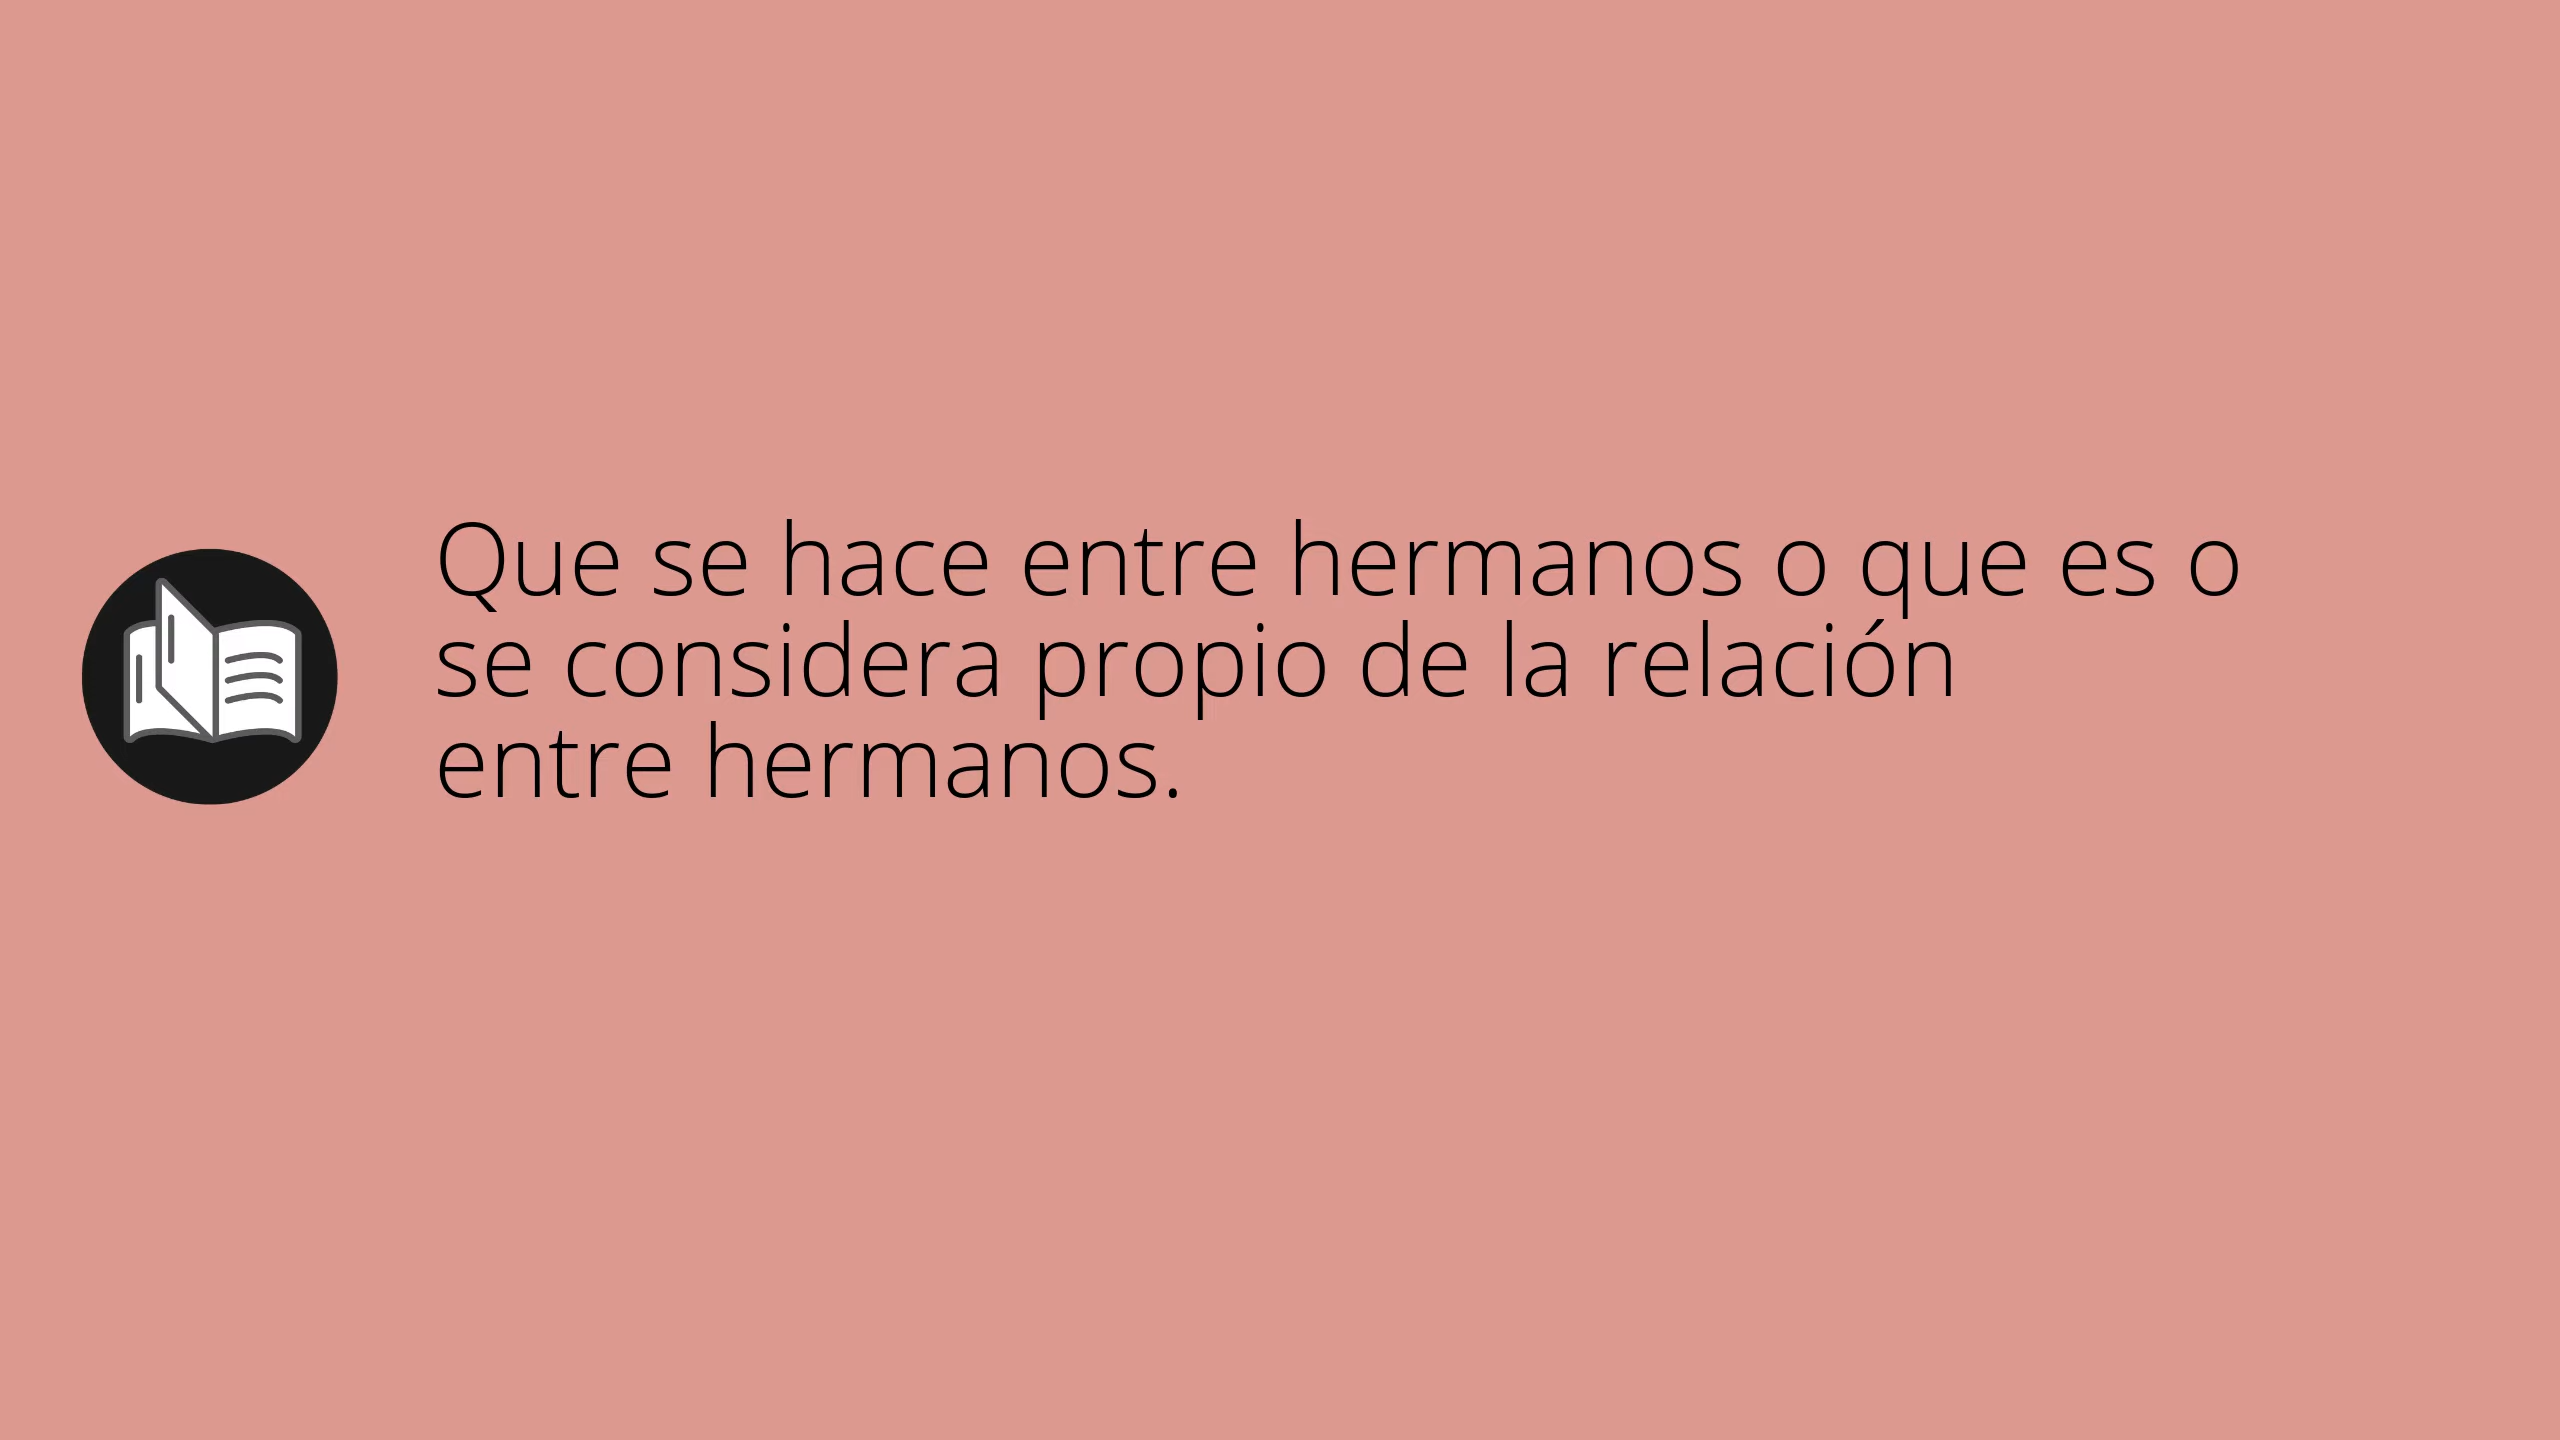 Que se hace entre hermanos o que es o
se considera propio de la relación
entre hermanos.